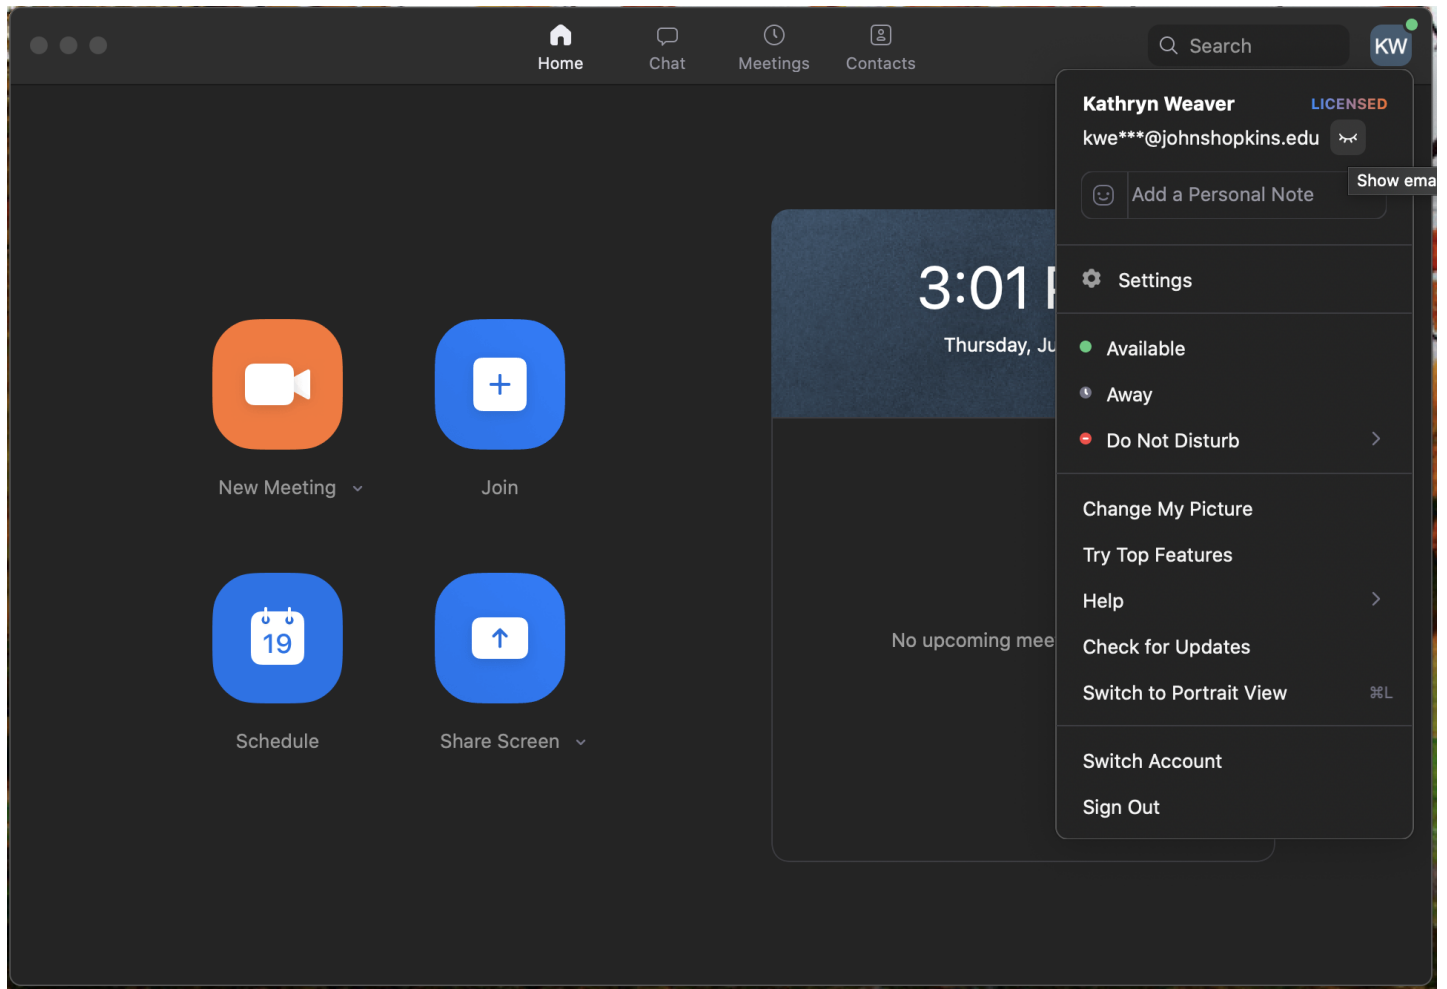 Home
Chat
Meetings
Contacts
Search
KW
Kathryn Weaver
LICENSED
kwe***@johnshopkins.edu
Show ema
Add a Personal Note
Settings
Available
Away
Do Not Disturb
Change My Picture
Try Top Features
Help
Check for Updates
Switch to Portrait View
⌘L
Switch Account
Sign Out
3:01 P
Thursday, Ju
No upcoming mee
New Meeting
Join
19
Schedule
Share Screen